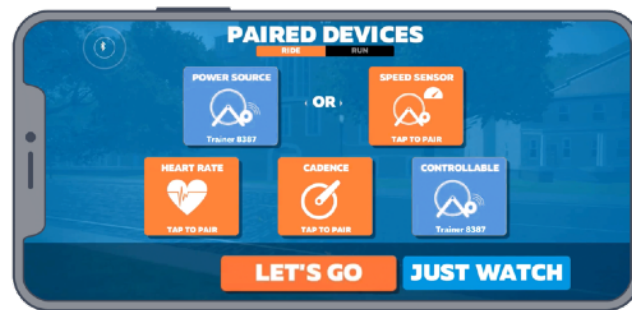 PAIRED DEVICES
RIDE RUN
POWER SOURCE
Trainer 8387
OR
SPEED SENSOR
TAP TO PAIR
HEART RATE
TAP TO PAIR
CADENCE
TAP TO PAIR
CONTROLLABLE
Trainer 8387
LET'S GO
JUST WATCH